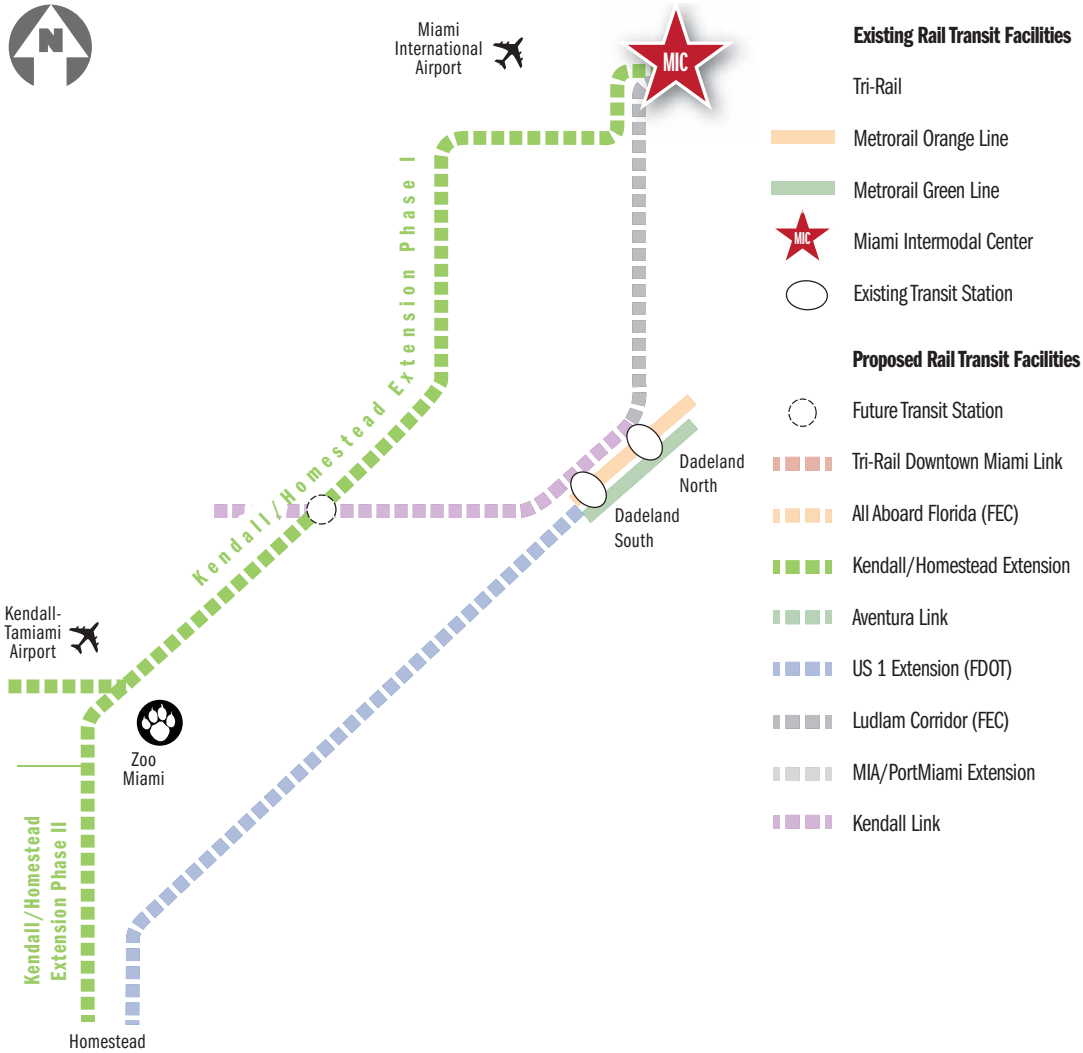 N
Miami
International
Airport
MIC
Kendall/Homestead Extension Phase I
Dadeland
North
Dadeland
South
Kendall-
Tamiami
Airport
Zoo
Miami
Kendall/Homestead
Extension Phase II
Homestead
Existing Rail Transit Facilities
Tri-Rail
Metrorail Orange Line
Metrorail Green Line
MIC
Miami Intermodal Center
Existing Transit Station
Proposed Rail Transit Facilities
Future Transit Station
Tri-Rail Downtown Miami Link
All Aboard Florida (FEC)
Kendall/Homestead Extension
Aventura Link
US 1 Extension (FDOT)
Ludlam Corridor (FEC)
MIA/PortMiami Extension
Kendall Link